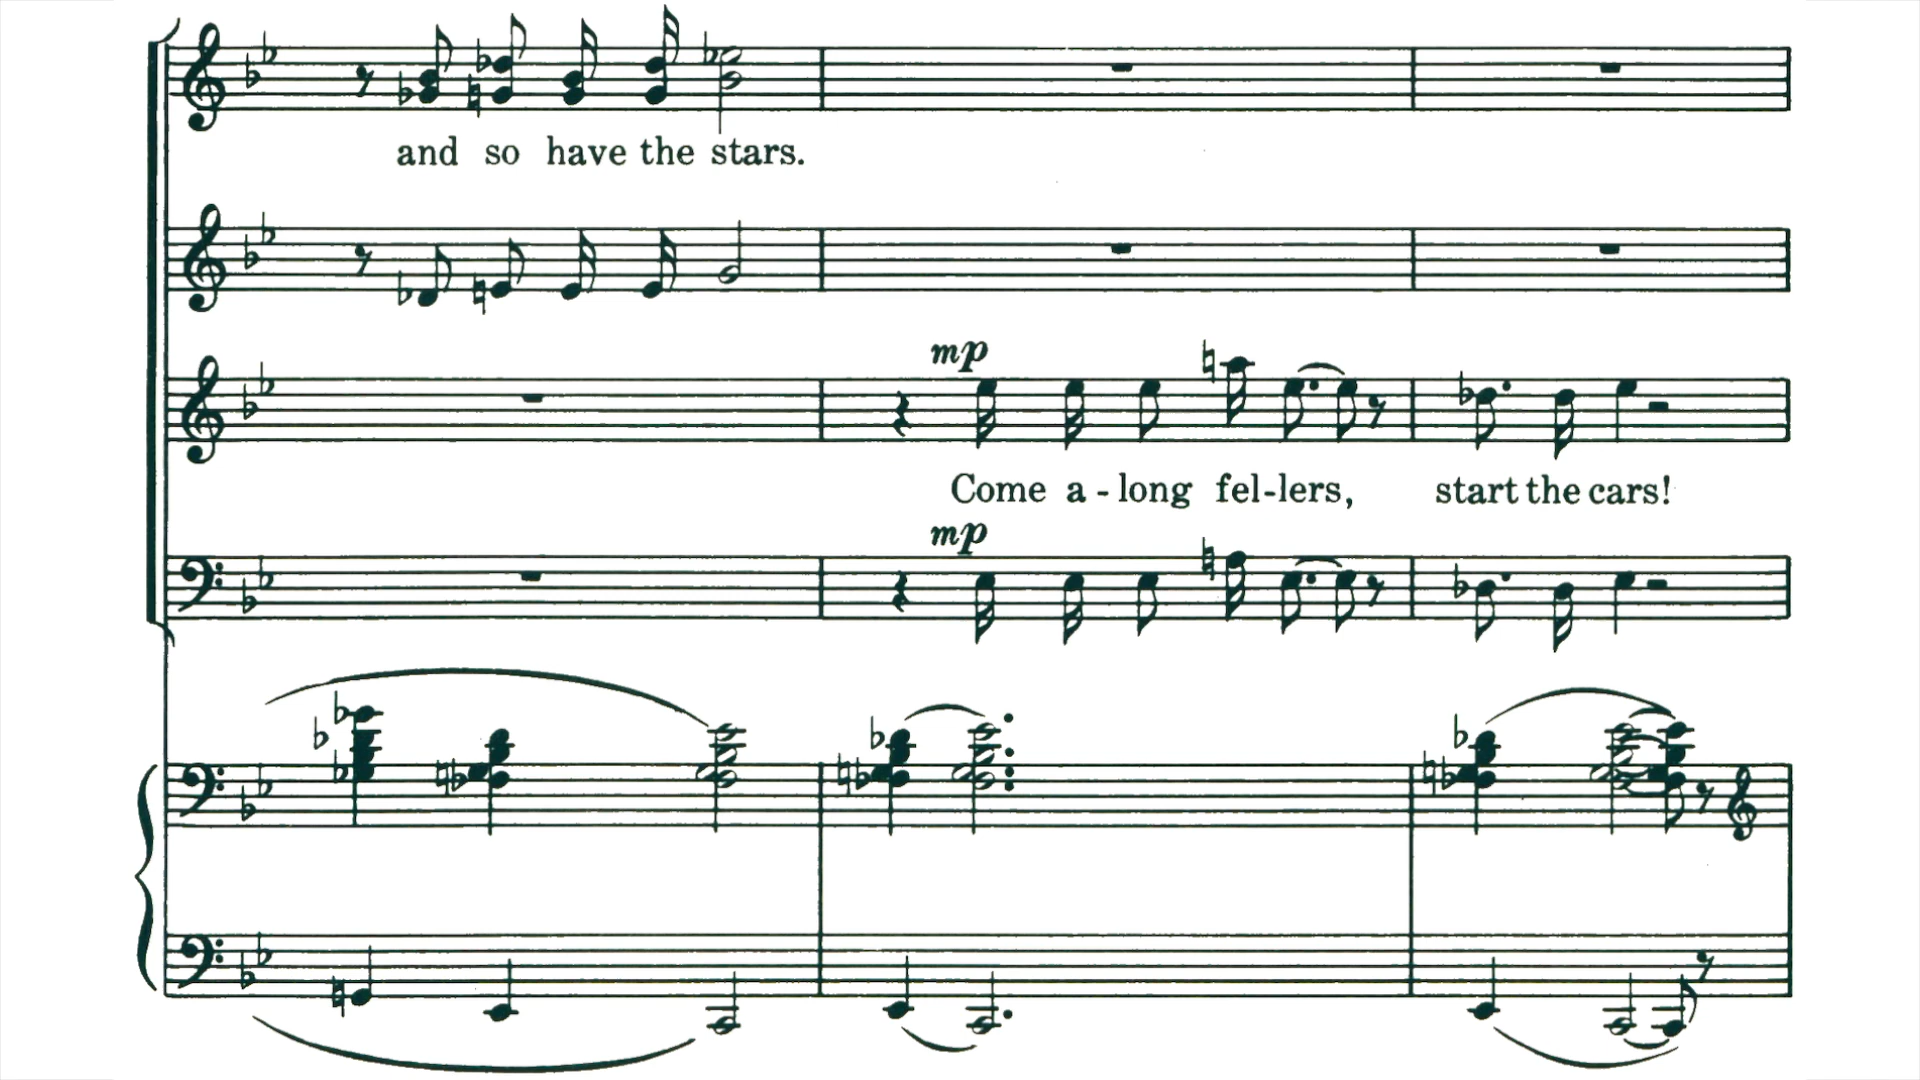 and so have the stars.
mp
Come a - long fel-lers, start the cars!
mp